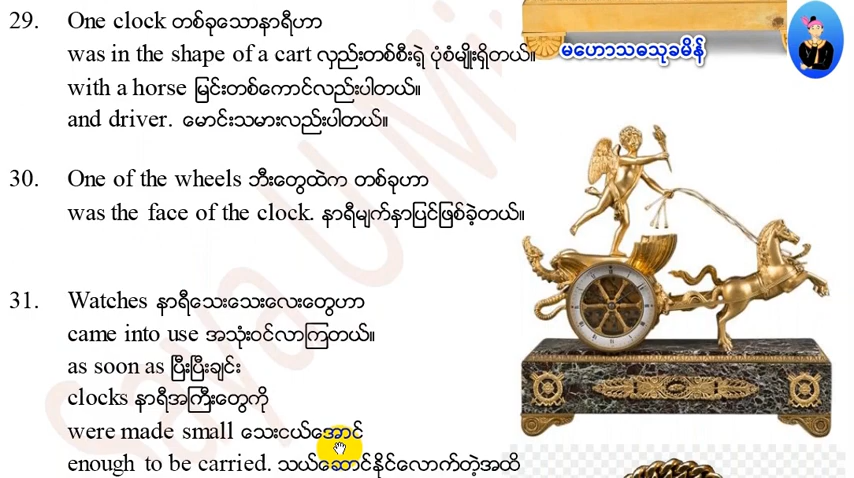 29. One clock တစ်ခုသောနာရီဟာ
was in the shape of a cart လှည်းတစ်စီးရဲ့ ပုံစံမျိုးရှိတယ်။
with a horse မြင်းတစ်ကောင်လည်းပါတယ်။
and driver. မောင်းသမားလည်းပါတယ်။
မဟောသဓသုခမိန်
30. One of the wheels ဘီးတွေထဲက တစ်ခုဟာ
was the face of the clock. နာရီမျက်နှာပြင်ဖြစ်ခဲ့တယ်။
31. Watches နာရီသေးသေးလေးတွေဟာ
came into use အသုံးဝင်လာကြတယ်။
as soon as ပြီးပြီးချင်း
clocks နာရီအကြီးတွေကို
were made small သေးငယ်အောင်
enough to be carried. သယ်ဆောင်နိုင်လောက်တဲ့အထိ